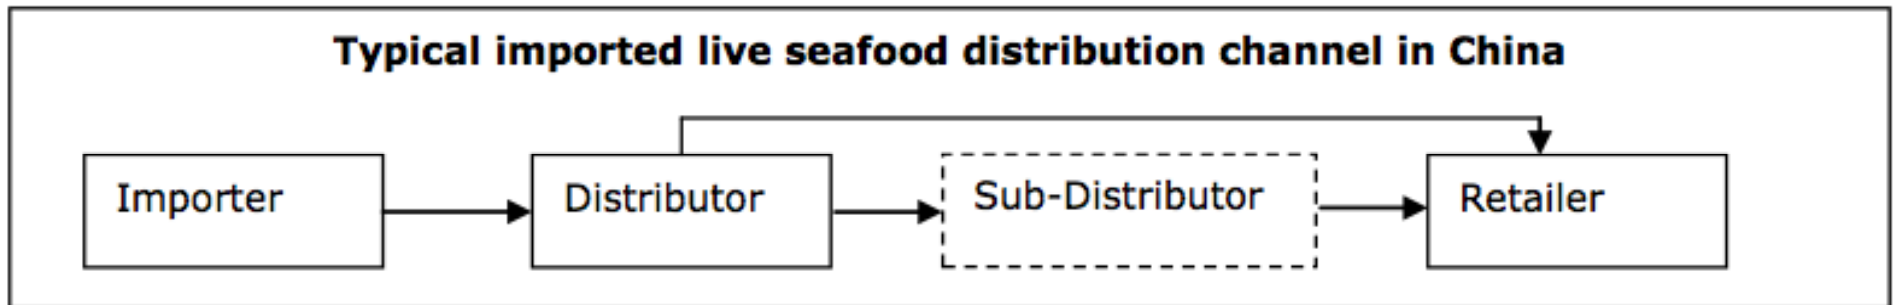 Typical imported live seafood distribution channel in China
Importer
Distributor
Sub-Distributor
Retailer